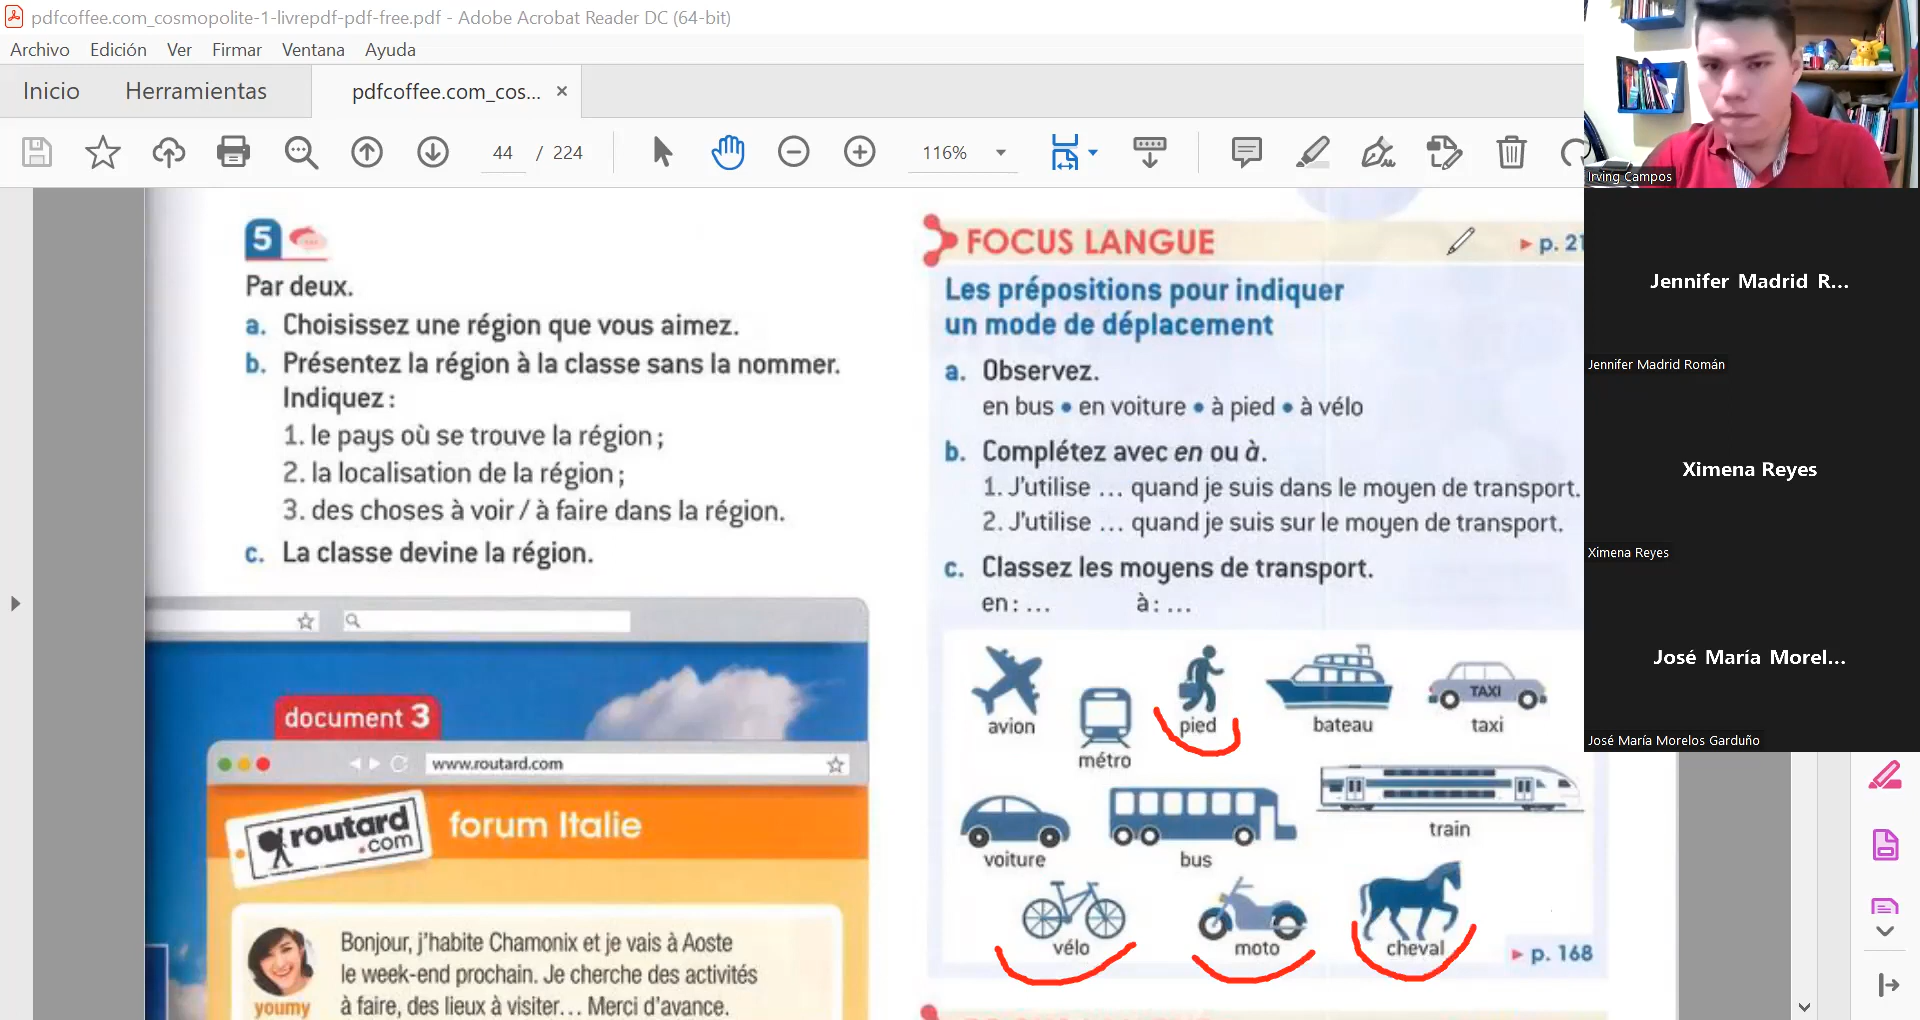 pdfcoffee.com_cosmopolite-1-livrepdf-pdf-free.pdf - Adobe Acrobat Reader DC (64-bit)
Archivo Edición Ver Firmar Ventana Ayuda
Inicio Herramientas pdfcoffee.com_cos... ×
44 / 224 116%
5
Par deux.
a. Choisissez une région que vous aimez.
b. Présentez la région à la classe sans la nommer.
Indiquez :
1. le pays où se trouve la région ;
2. la localisation de la région ;
3. des choses à voir / à faire dans la région.
c. La classe devine la région.
document 3
www.routard.com
routard
.com
forum Italie
Bonjour, j'habite Chamonix et je vais à Aoste
le week-end prochain. Je cherche des activités
à faire, des lieux à visiter... Merci d'avance.
youmy
FOCUS LANGUE
p. 21
Les prépositions pour indiquer
un mode de déplacement
a. Observez.
en bus • en voiture • à pied • à vélo
b. Complétez avec en ou à.
1. J'utilise ... quand je suis dans le moyen de transport.
2. J'utilise ... quand je suis sur le moyen de transport.
c. Classez les moyens de transport.
en : ... à : ...
avion
métro
pied
bateau
TAXI
taxi
voiture
bus
train
vélo
moto
cheval
p. 168
Irving Campos
Jennifer Madrid R...
Jennifer Madrid Román
Ximena Reyes
Ximena Reyes
José María Morel...
José María Morelos Garduño